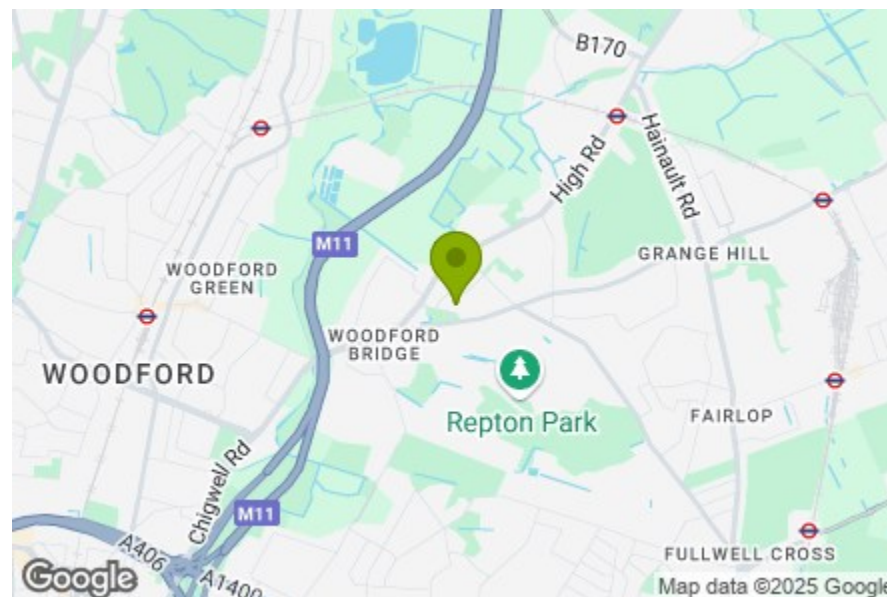 B170
High Rd
Hainault Rd
M11
GRANGE HILL
WOODFORD
GREEN
WOODFORD
BRIDGE
WOODFORD
Repton Park
FAIRLOP
Chigwell Rd
M11
A406
A1400
FULLWELL CROSS
Google
Map data ©2025 Google